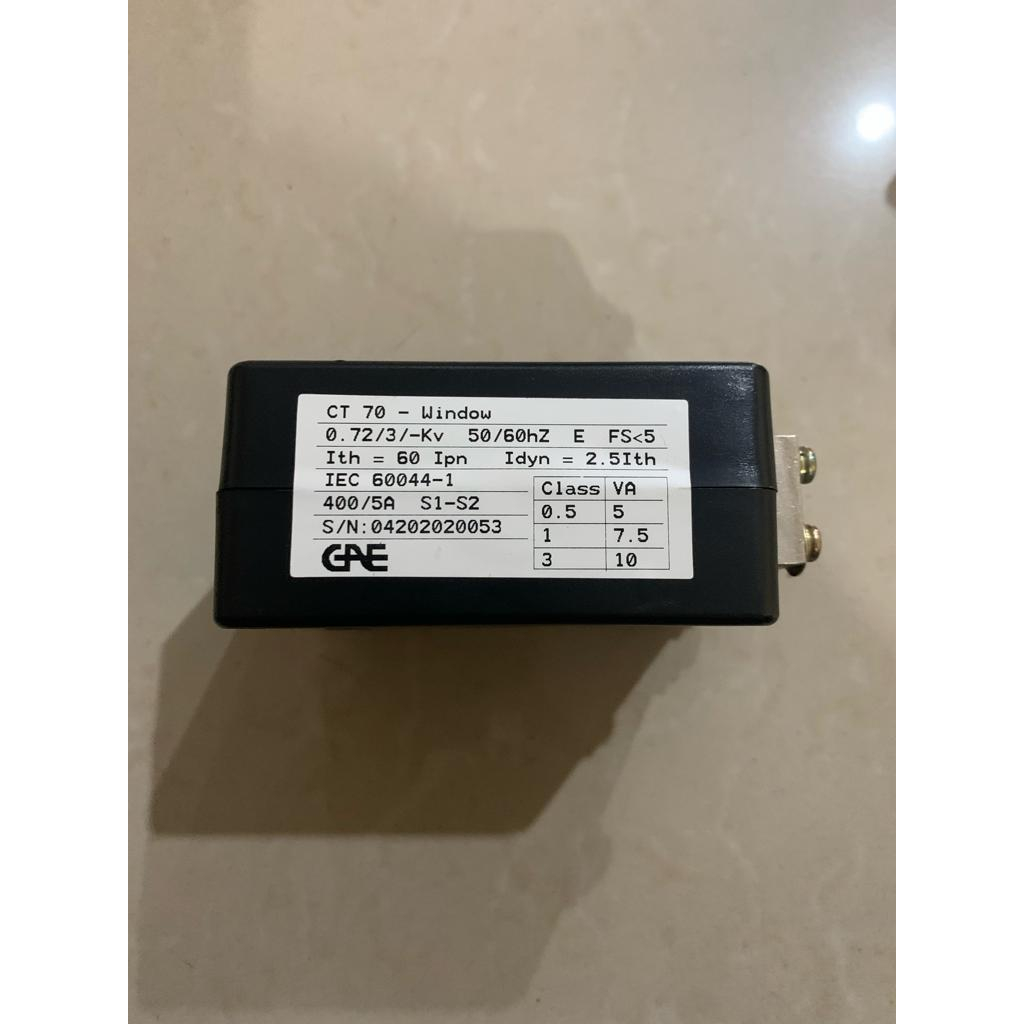 CT 70 - Window
0.72/3/-Kv 50/60hZ E FS<5
Ith = 60 Ipn Idyn = 2.5Ith
IEC 60044-1
400/5A S1-S2
S/N:04202020053
GAE
Class VA
0.5 5
1 7.5
3 10